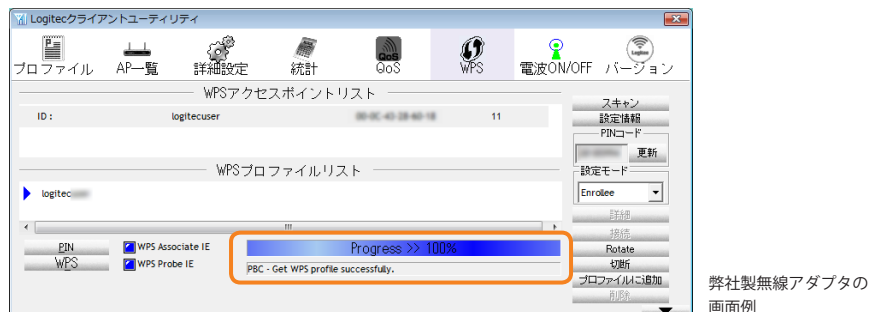 Logitecクライアントユーティリティ
プロファイル AP一覧 詳細設定 統計 QoS WPS 電波ON/OFF バージョン
WPSアクセスポイントリスト
ID : logitecuser 11
スキャン
設定情報
PINコード
更新
WPSプロファイルリスト
設定モード
logitec
Enrollee
詳細
接続
PIN WPS Associate IE Progress >> 100% Rotate
WPS WPS Probe IE PBC - Get WPS profile successfully. 切断
プロファイルに追加
削除
弊社製無線アダプタの
画面例